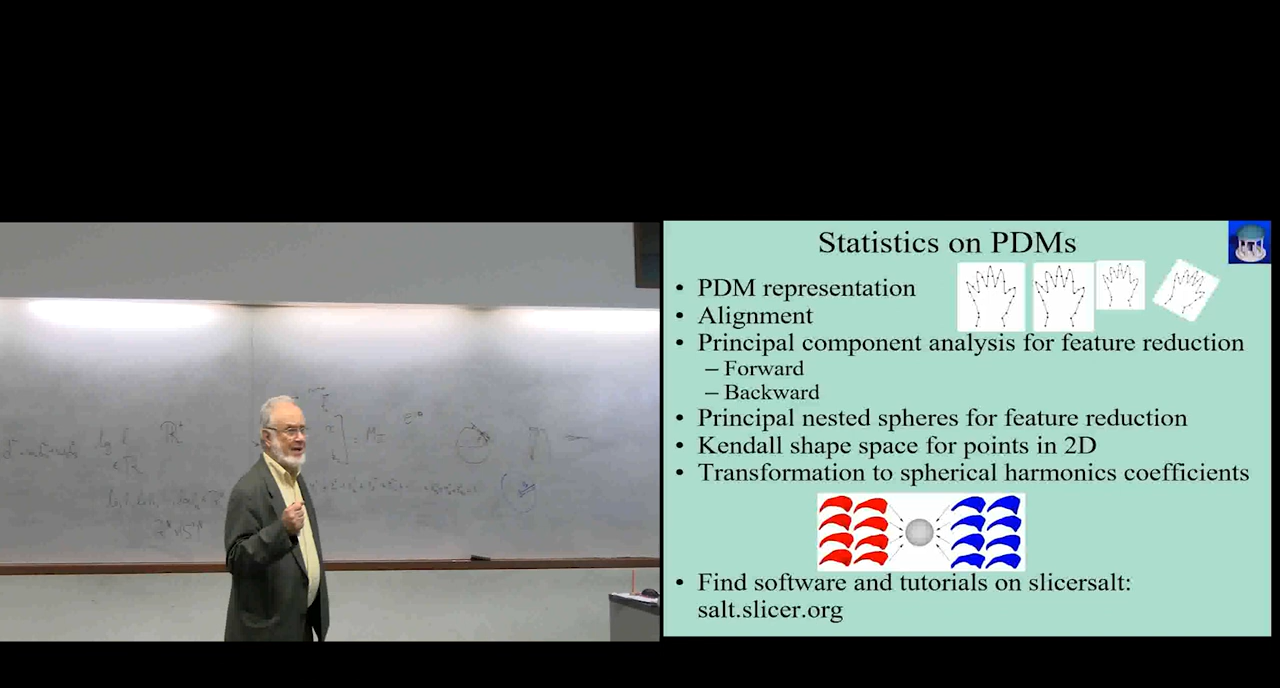 Statistics on PDMs
• PDM representation
• Alignment
• Principal component analysis for feature reduction
– Forward
– Backward
• Principal nested spheres for feature reduction
• Kendall shape space for points in 2D
• Transformation to spherical harmonics coefficients
• Find software and tutorials on slicersalt:
salt.slicer.org